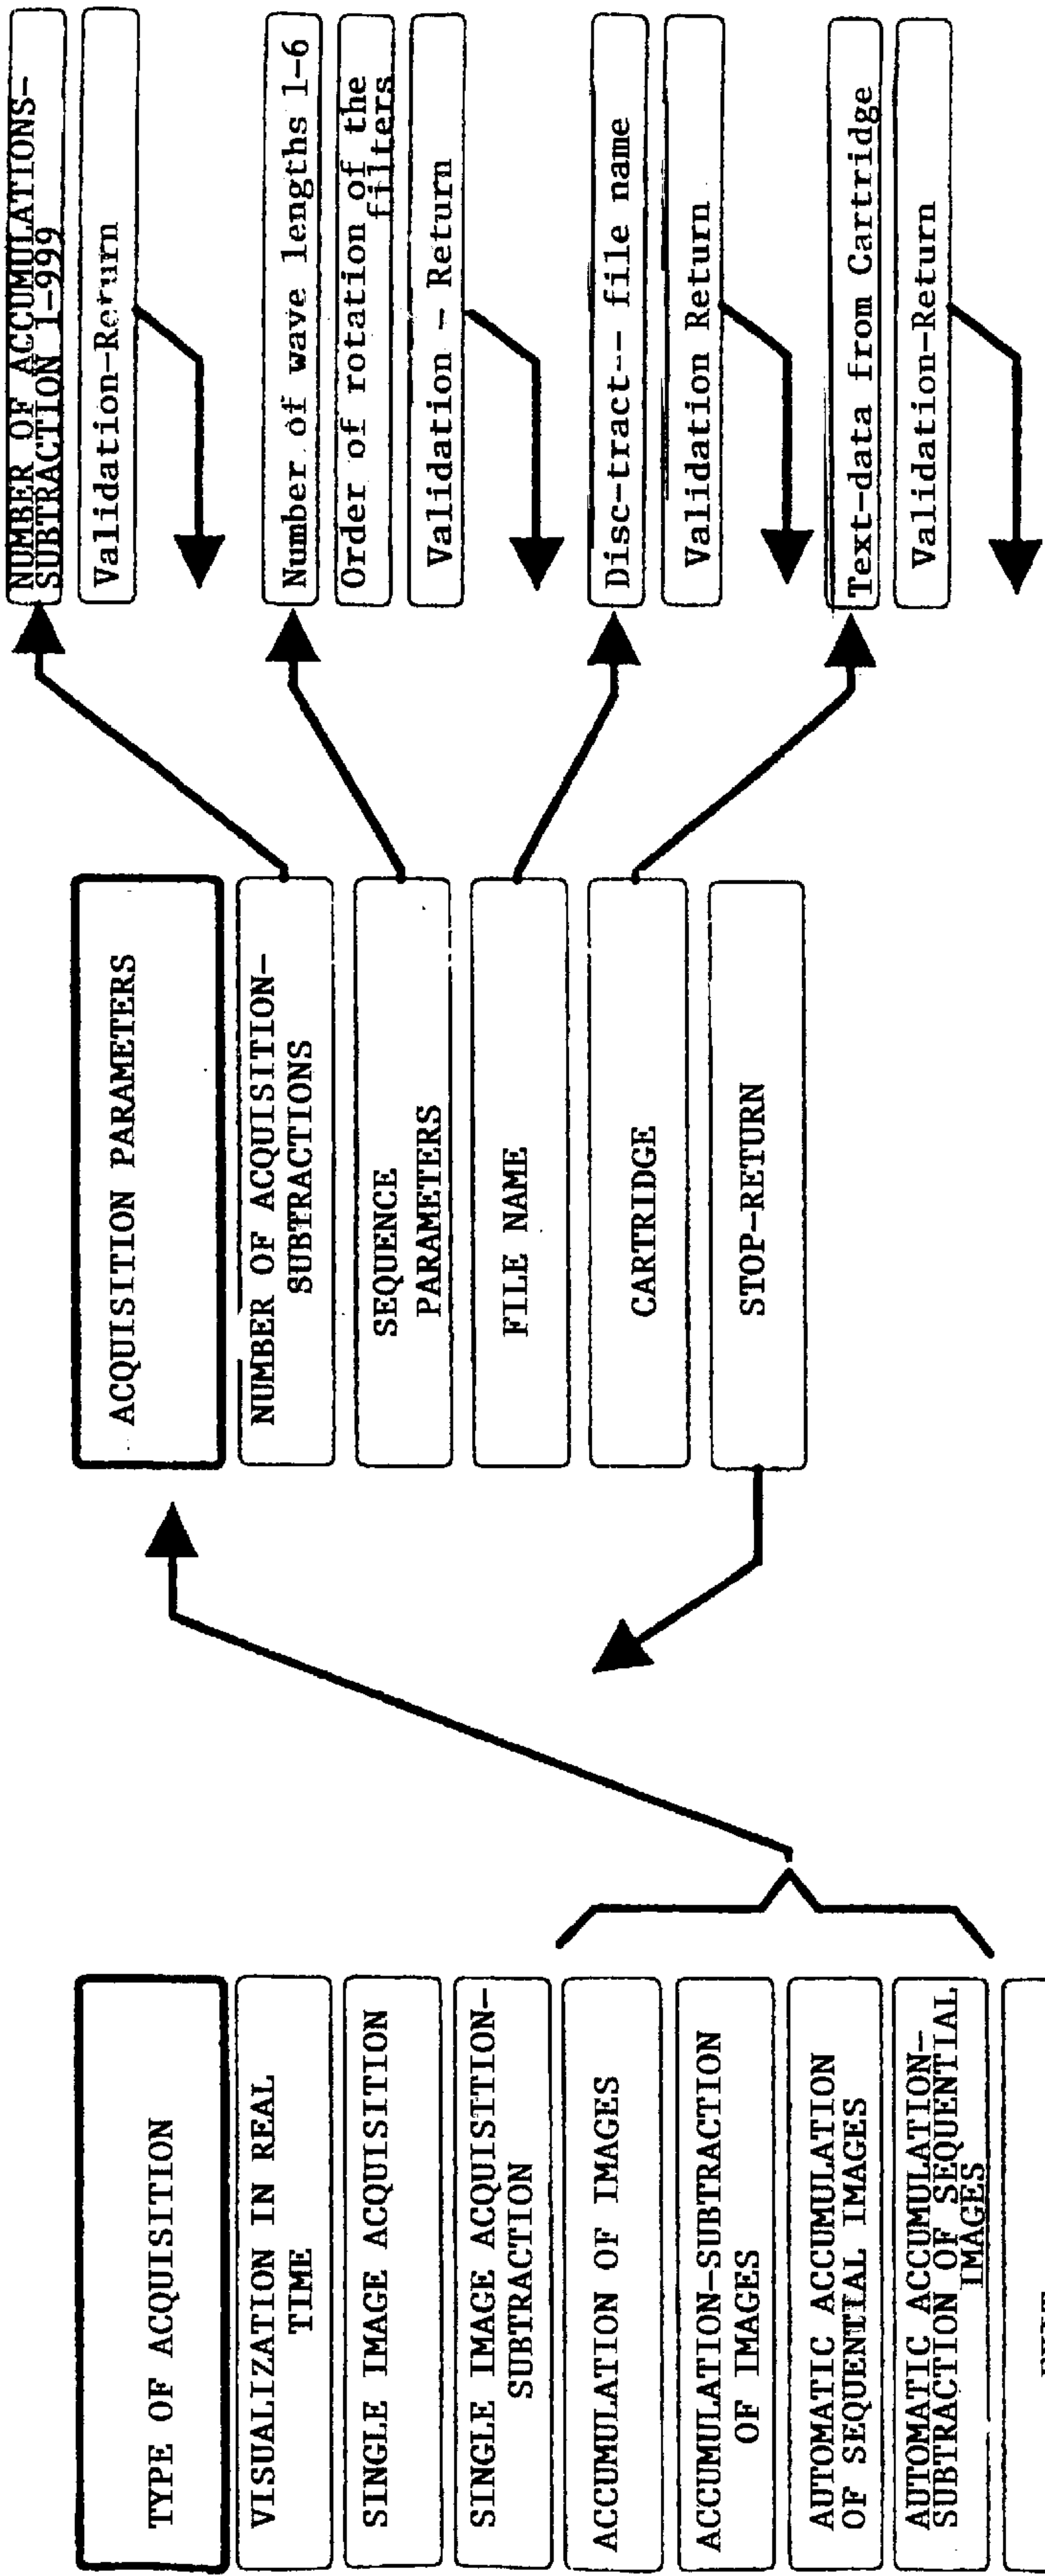 TYPE OF ACQUISITION
VISUALIZATION IN REAL
TIME
SINGLE IMAGE ACQUISITION
SINGLE IMAGE ACQUISITION-
SUBTRACTION
ACCUMULATION OF IMAGES
ACCUMULATION-SUBTRACTION
OF IMAGES
AUTOMATIC ACCUMULATION
OF SEQUENTIAL IMAGES
AUTOMATIC ACCUMULATION-
SUBTRACTION OF SEQUENTIAL
IMAGES
ACQUISITION PARAMETERS
NUMBER OF ACQUISITION-
SUBTRACTIONS
SEQUENCE
PARAMETERS
FILE NAME
CARTRIDGE
STOP-RETURN
NUMBER OF ACCUMULATIONS-
SUBTRACTION 1-999
Validation-Return
Number of wave lengths 1-6
Order of rotation of the
filters
Validation - Return
Disc-tract-- file name
Validation Return
Text-data from Cartridge
Validation-Return